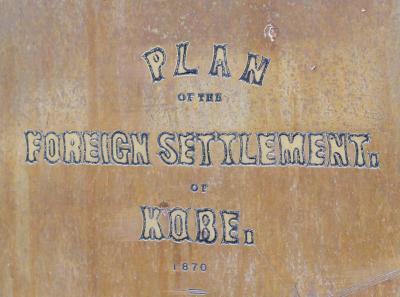 PLAN
OF THE
FOREIGN SETTLEMENT.
OF
KOBE.
1870